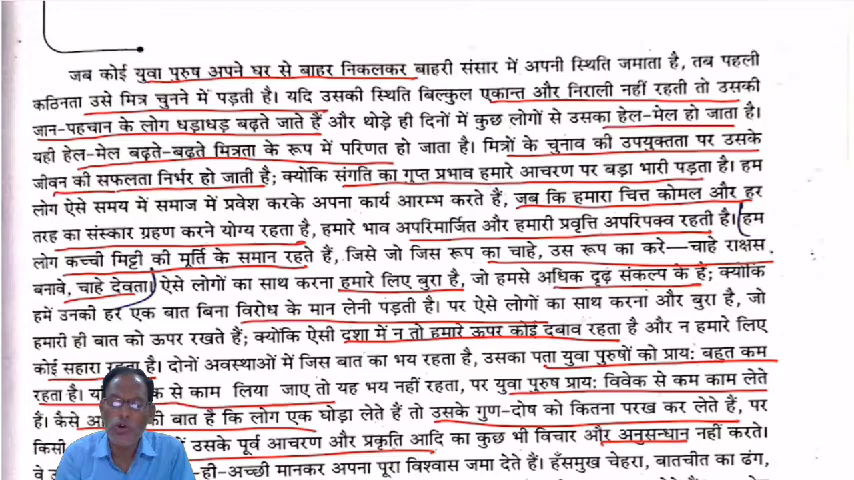 जब कोई युवा पुरुष अपने घर से बाहर निकलकर बाहरी संसार में अपनी स्थिति जमाता है, तब पहली
कठिनता उसे मित्र चुनने में पड़ती है। यदि उसकी स्थिति बिल्कुल एकान्त और निराली नहीं रहती तो उसकी
जान-पहचान के लोग धड़ाधड़ बढ़ते जाते हैं और थोड़े ही दिनों में कुछ लोगों से उसका हेल-मेल हो जाता है।
यही हेल-मेल बढ़ते-बढ़ते मित्रता के रूप में परिणत हो जाता है। मित्रों के चुनाव की उपयुक्तता पर उसके
जीवन की सफलता निर्भर हो जाती है; क्योंकि संगति का गुप्त प्रभाव हमारे आचरण पर बड़ा भारी पड़ता है। हम
लोग ऐसे समय में समाज में प्रवेश करके अपना कार्य आरम्भ करते हैं, जब कि हमारा चित्त कोमल और हर
तरह का संस्कार ग्रहण करने योग्य रहता है, हमारे भाव अपरिमार्जित और हमारी प्रवृत्ति अपरिपक्व रहती है। हम
लोग कच्ची मिट्टी की मूर्ति के समान रहते हैं, जिसे जो जिस रूप का चाहे, उस रूप का करे—चाहे राक्षस
बनावे, चाहे देवता। ऐसे लोगों का साथ करना हमारे लिए बुरा है, जो हमसे अधिक दृढ़ संकल्प के है; क्योंकि
हमें उनकी हर एक बात बिना विरोध के मान लेनी पड़ती है। पर ऐसे लोगों का साथ करना और बुरा है, जो
हमारी ही बात को ऊपर रखते हैं; क्योंकि ऐसी दशा में न तो हमारे ऊपर कोई दबाव रहता है और न हमारे लिए
कोई सहारा रहता है। दोनों अवस्थाओं में जिस बात का भय रहता है, उसका पता युवा पुरुषों को प्राय: बहुत कम
रहता है। से काम लिया जाए तो यह भय नहीं रहता, पर युवा पुरुष प्राय: विवेक से कम काम लेते
हैं। कैसे की बात है कि लोग एक घोड़ा लेते हैं तो उसके गुण-दोष को कितना परख कर लेते हैं, पर
किसी उसके पूर्व आचरण और प्रकृति आदि का कुछ भी विचार और अनुसन्धान नहीं करते।
वे -ही-अच्छी मानकर अपना पूरा विश्वास जमा देते हैं। हँसमुख चेहरा, बातचीत का ढंग,